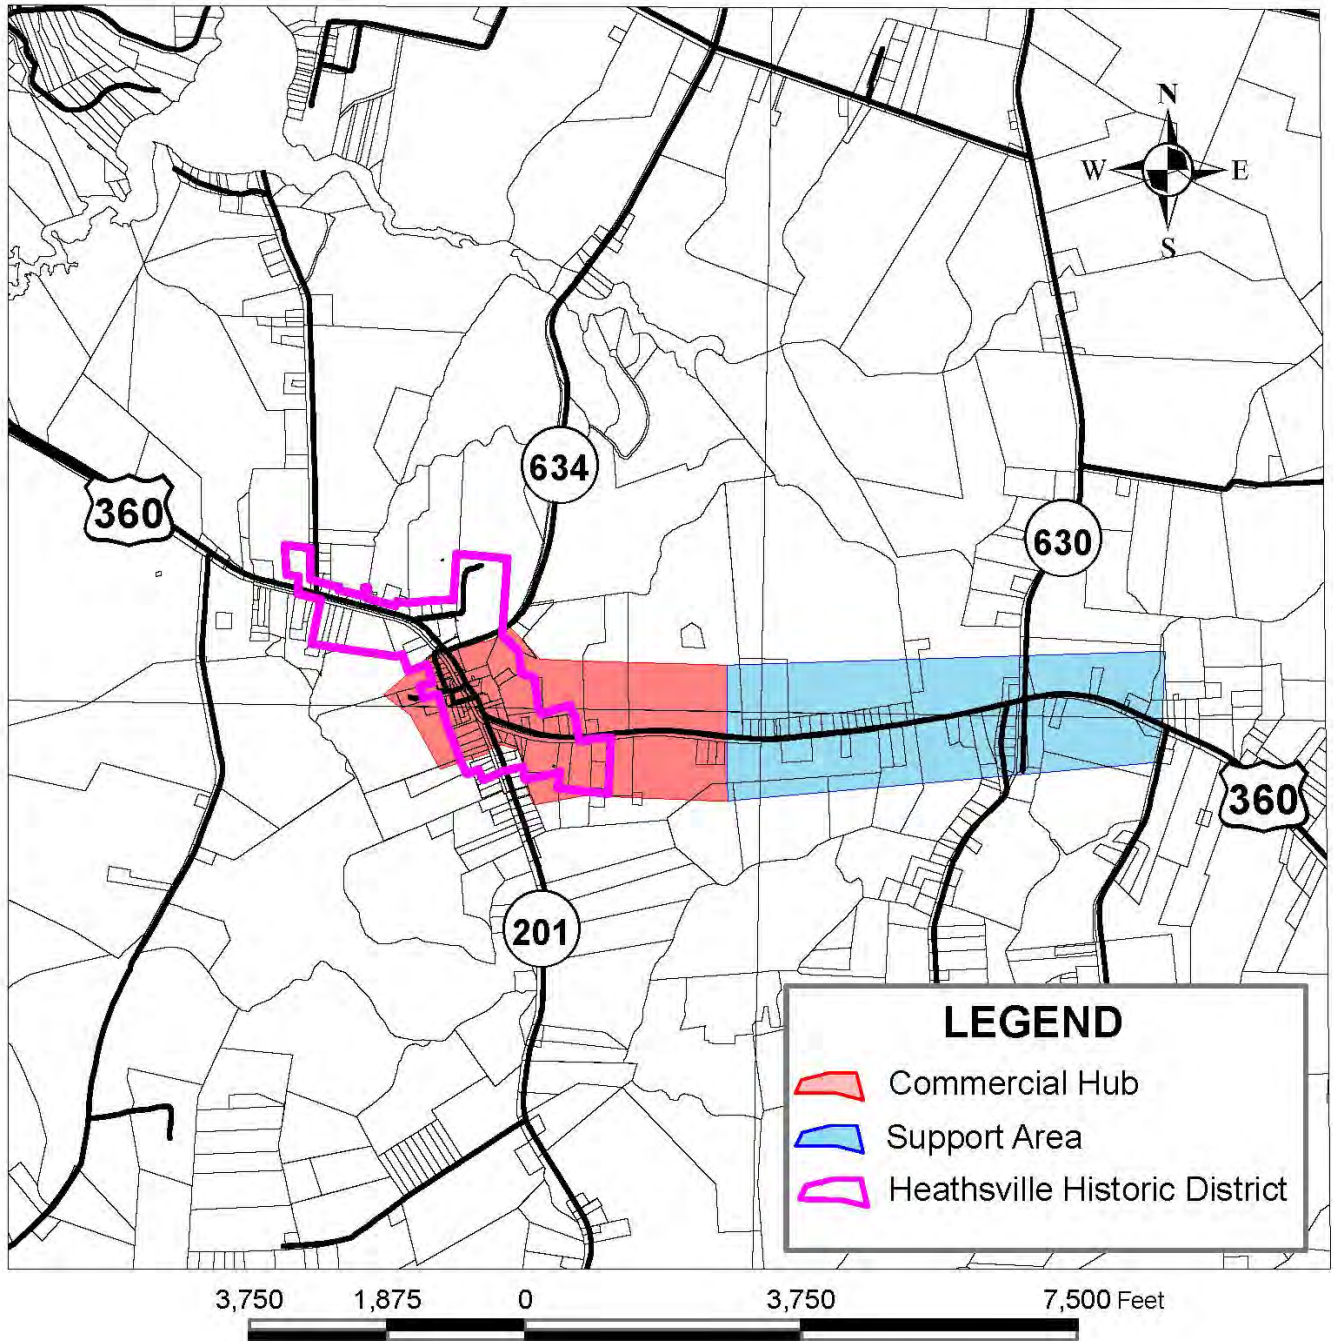 N
W E
S
634
360
630
360
201
LEGEND
Commercial Hub
Support Area
Heathsville Historic District
3,750 1,875 0 3,750 7,500 Feet